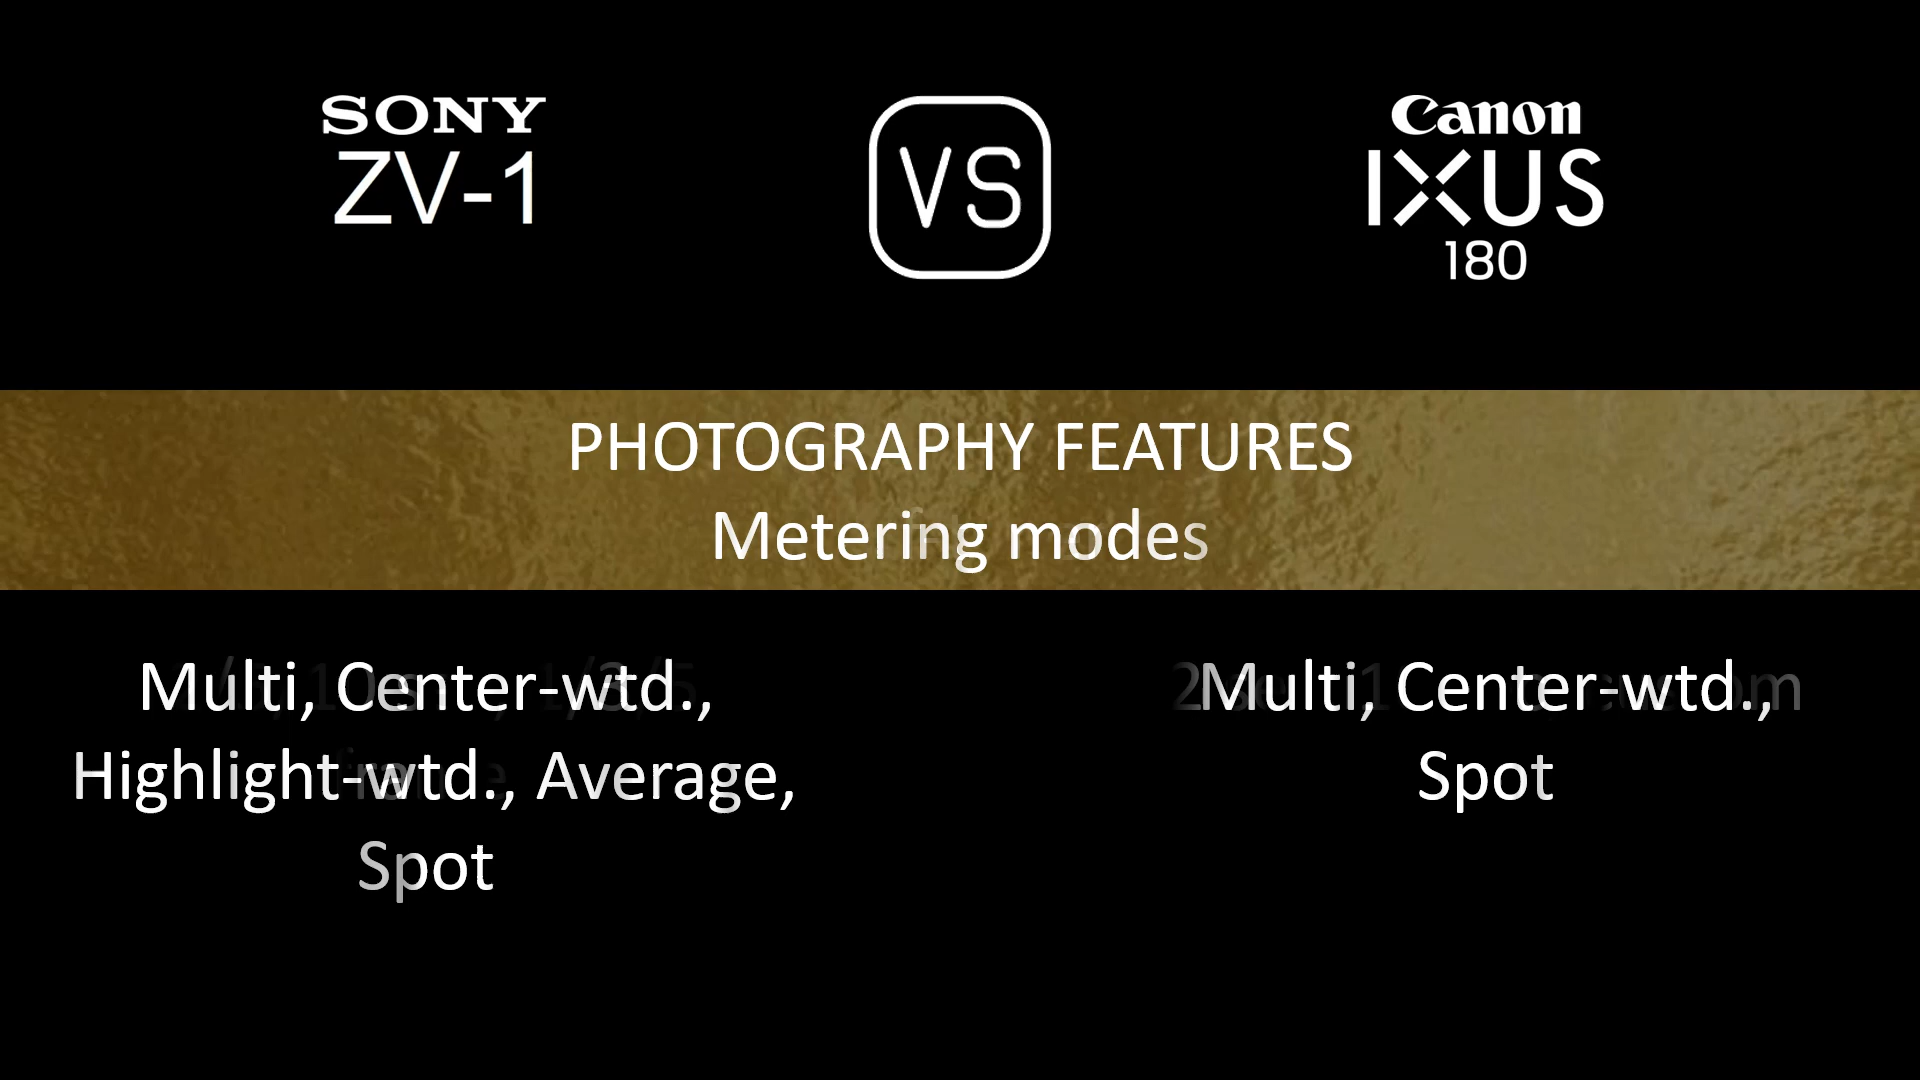 SONY
ZV-1
VS
Canon
IXUS
180
PHOTOGRAPHY FEATURES
Metering modes
Multi, Center-wtd.,
Highlight-wtd., Average,
Spot
Multi, Center-wtd.,
Spot